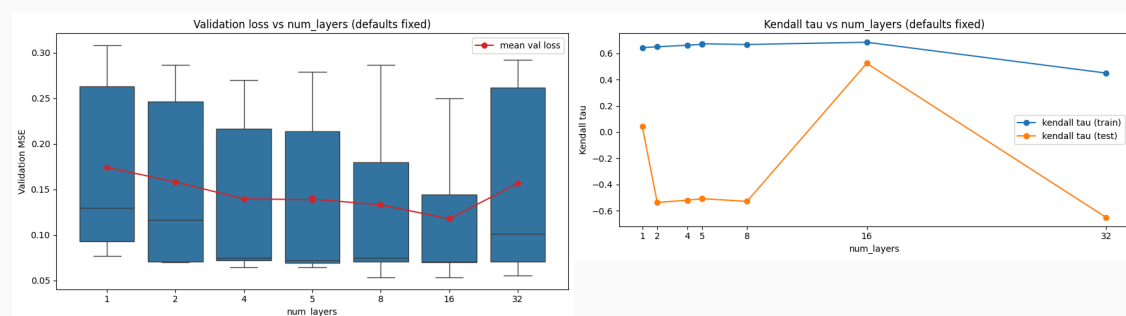 Validation loss vs num_layers (defaults fixed)
mean val loss
Validation MSE
0.30
0.25
0.20
0.15
0.10
0.05
1 2 4 5 8 16 32
num_layers
Kendall tau vs num_layers (defaults fixed)
kendall tau (train)
kendall tau (test)
Kendall tau
0.6
0.4
0.2
0.0
−0.2
−0.4
−0.6
1 2 4 5 8 16 32
num_layers